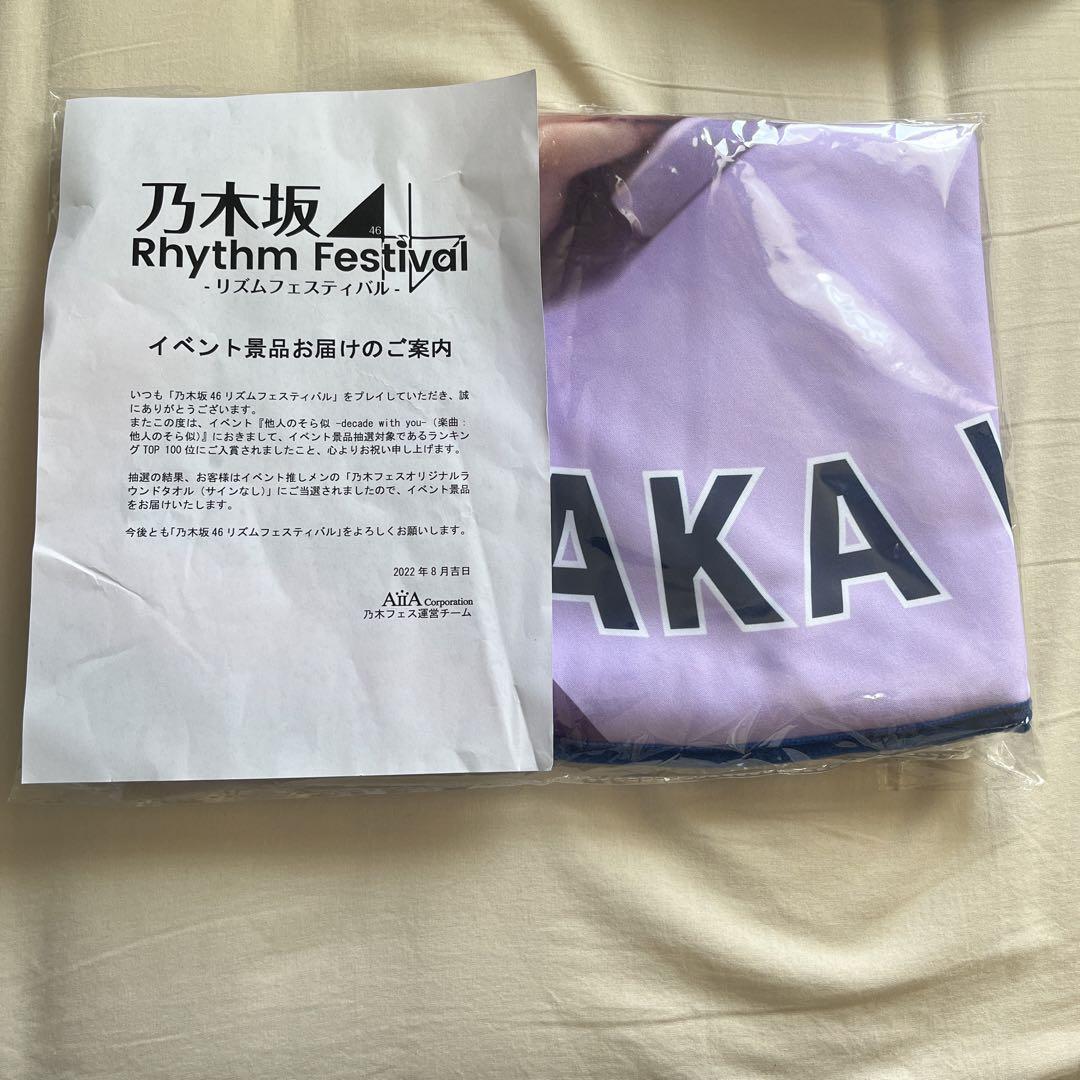 乃木坂
46
Rhythm Festival
- リズムフェスティバル -
イベント景品お届けのご案内
いつも「乃木坂 46 リズムフェスティバル」をプレイしていただき、誠
にありがとうございます。
またこの度は、イベント『他人のそら似 -decade with you-（楽曲：
他人のそら似）』におきまして、イベント景品抽選対象であるランキン
グ TOP 100 位にご入賞されましたこと、心よりお祝い申し上げます。
抽選の結果、お客様はイベント推しメンの「乃木フェスオリジナルラ
ウンドタオル（サインなし）」にご当選されましたので、イベント景品
をお届けいたします。
今後とも「乃木坂 46 リズムフェスティバル」をよろしくお願いします。
2022 年 8 月吉日
AiiA Corporation
乃木フェス運営チーム
AKA